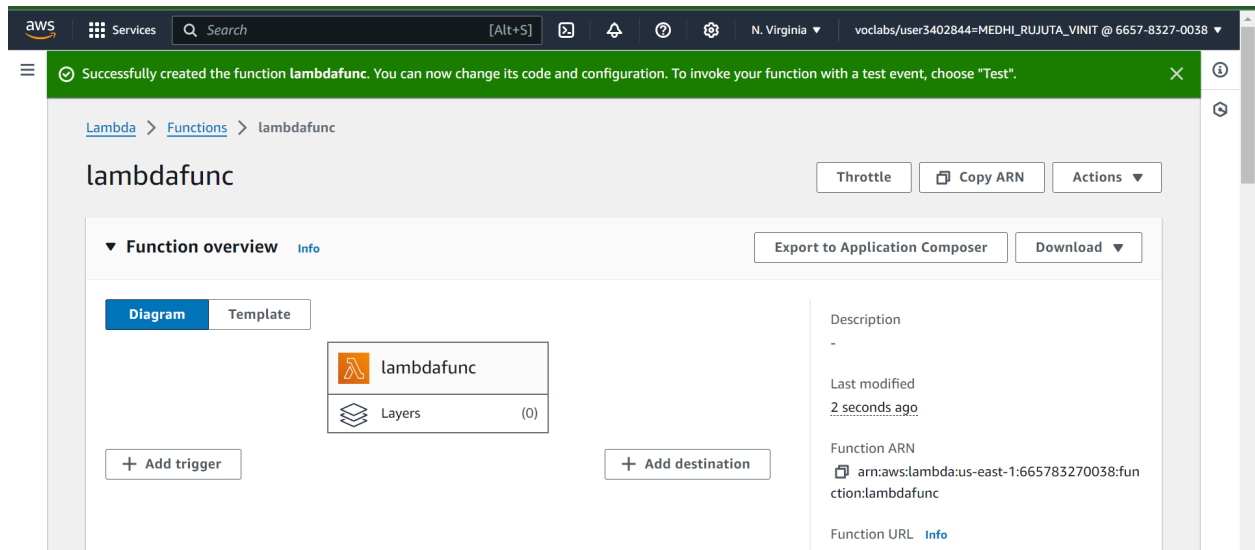 aws Services Search [Alt+S] N. Virginia voclabs/user3402844=MEDHI_RUJUTA_VINIT @ 6657-8327-0038
Successfully created the function lambdafunc. You can now change its code and configuration. To invoke your function with a test event, choose "Test".
Lambda > Functions > lambdafunc
lambdafunc
Throttle Copy ARN Actions
Function overview Info
Export to Application Composer Download
Diagram Template
lambdafunc
Layers (0)
+ Add trigger
+ Add destination
Description
-
Last modified
2 seconds ago
Function ARN
arn:aws:lambda:us-east-1:665783270038:fun
ction:lambdafunc
Function URL Info